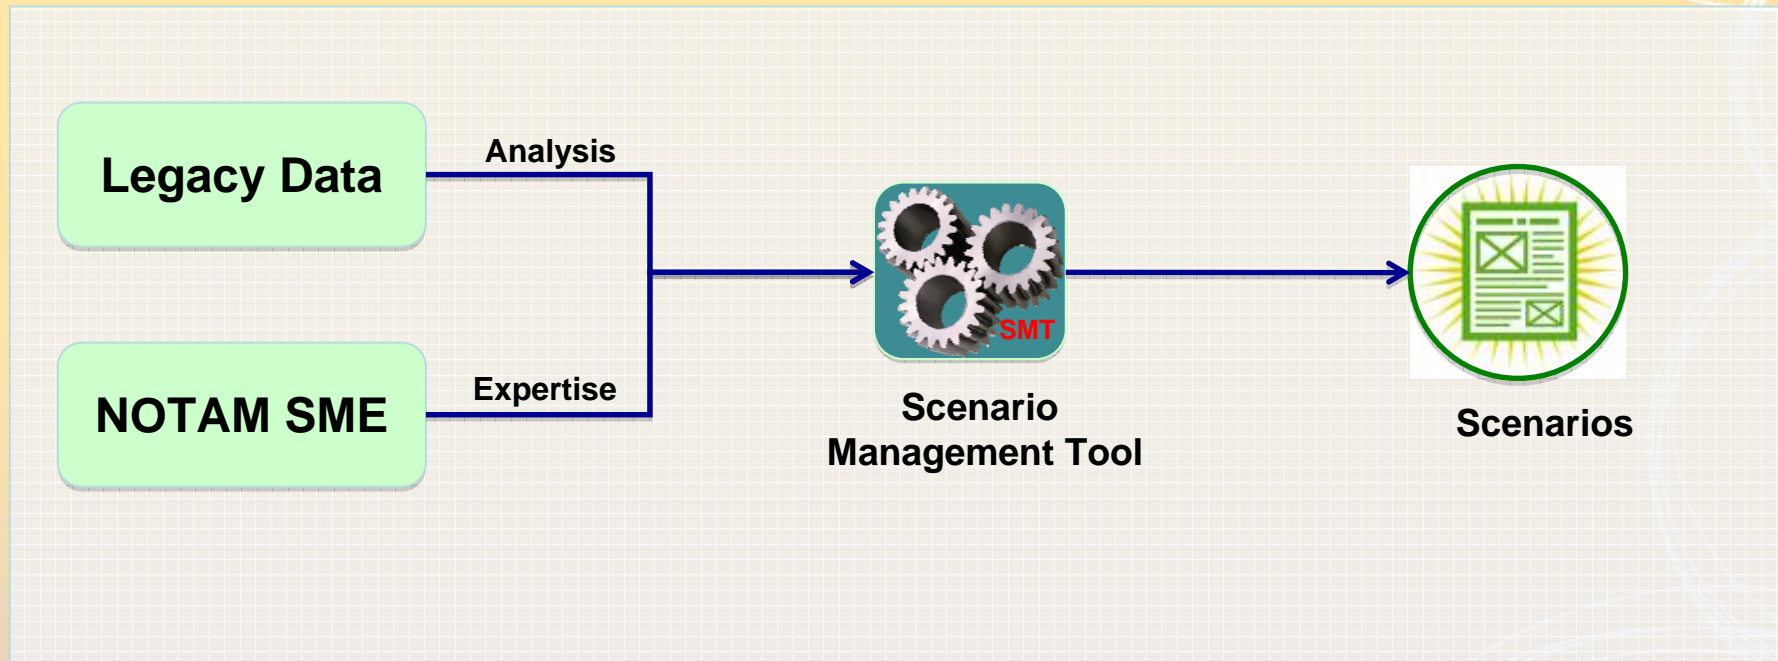 Legacy Data
Analysis
NOTAM SME
Expertise
SMT
Scenario
Management Tool
Scenarios